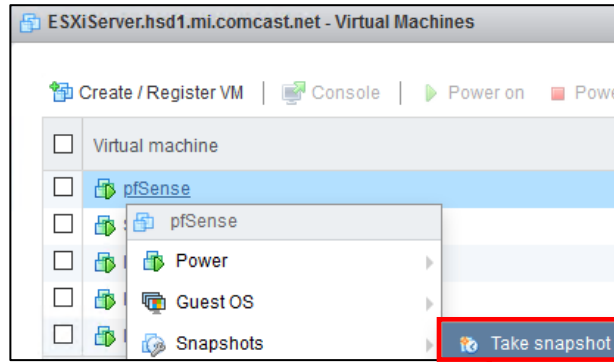 ESXiServer.hsd1.mi.comcast.net - Virtual Machines
Create / Register VM | Console | Power on
Virtual machine
pfSense
pfSense
Power
Guest OS
Snapshots
Take snapshot